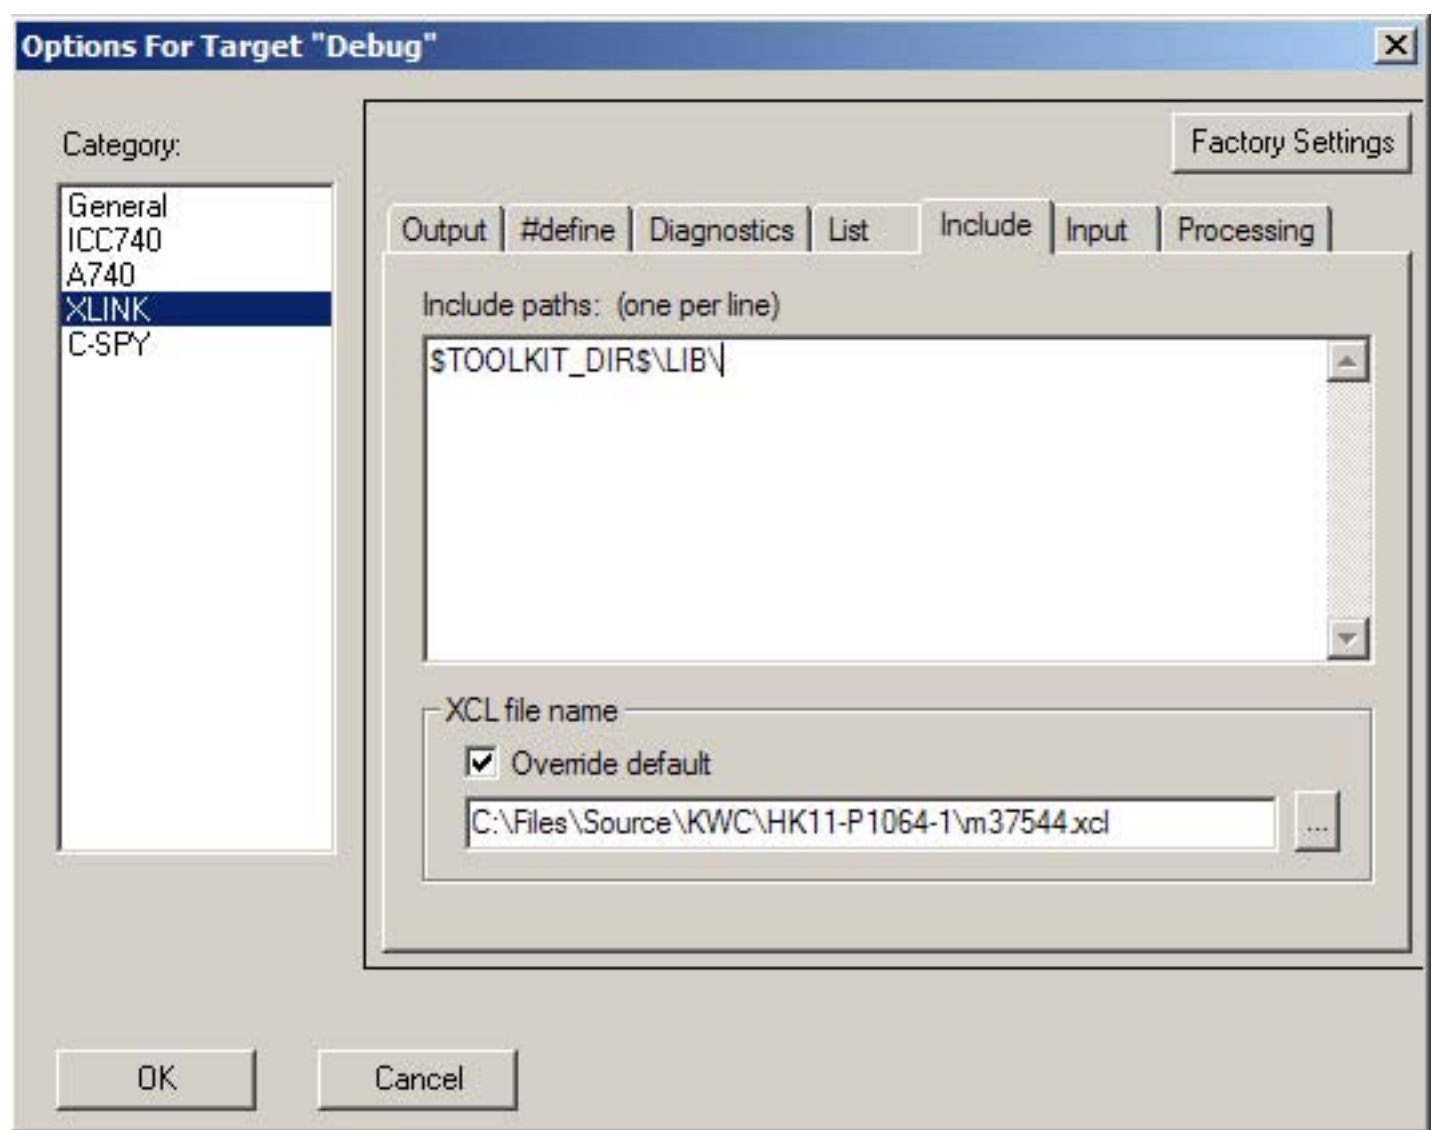 Options For Target "Debug"
Category:
General
ICC740
A740
XLINK
C-SPY
Factory Settings
Output #define Diagnostics List Include Input Processing
Include paths: (one per line)
$TOOLKIT_DIR$\LIB\
XCL file name
Override default
C:\Files\Source\KWC\HK11-P1064-1\m37544.xcl
...
OK Cancel